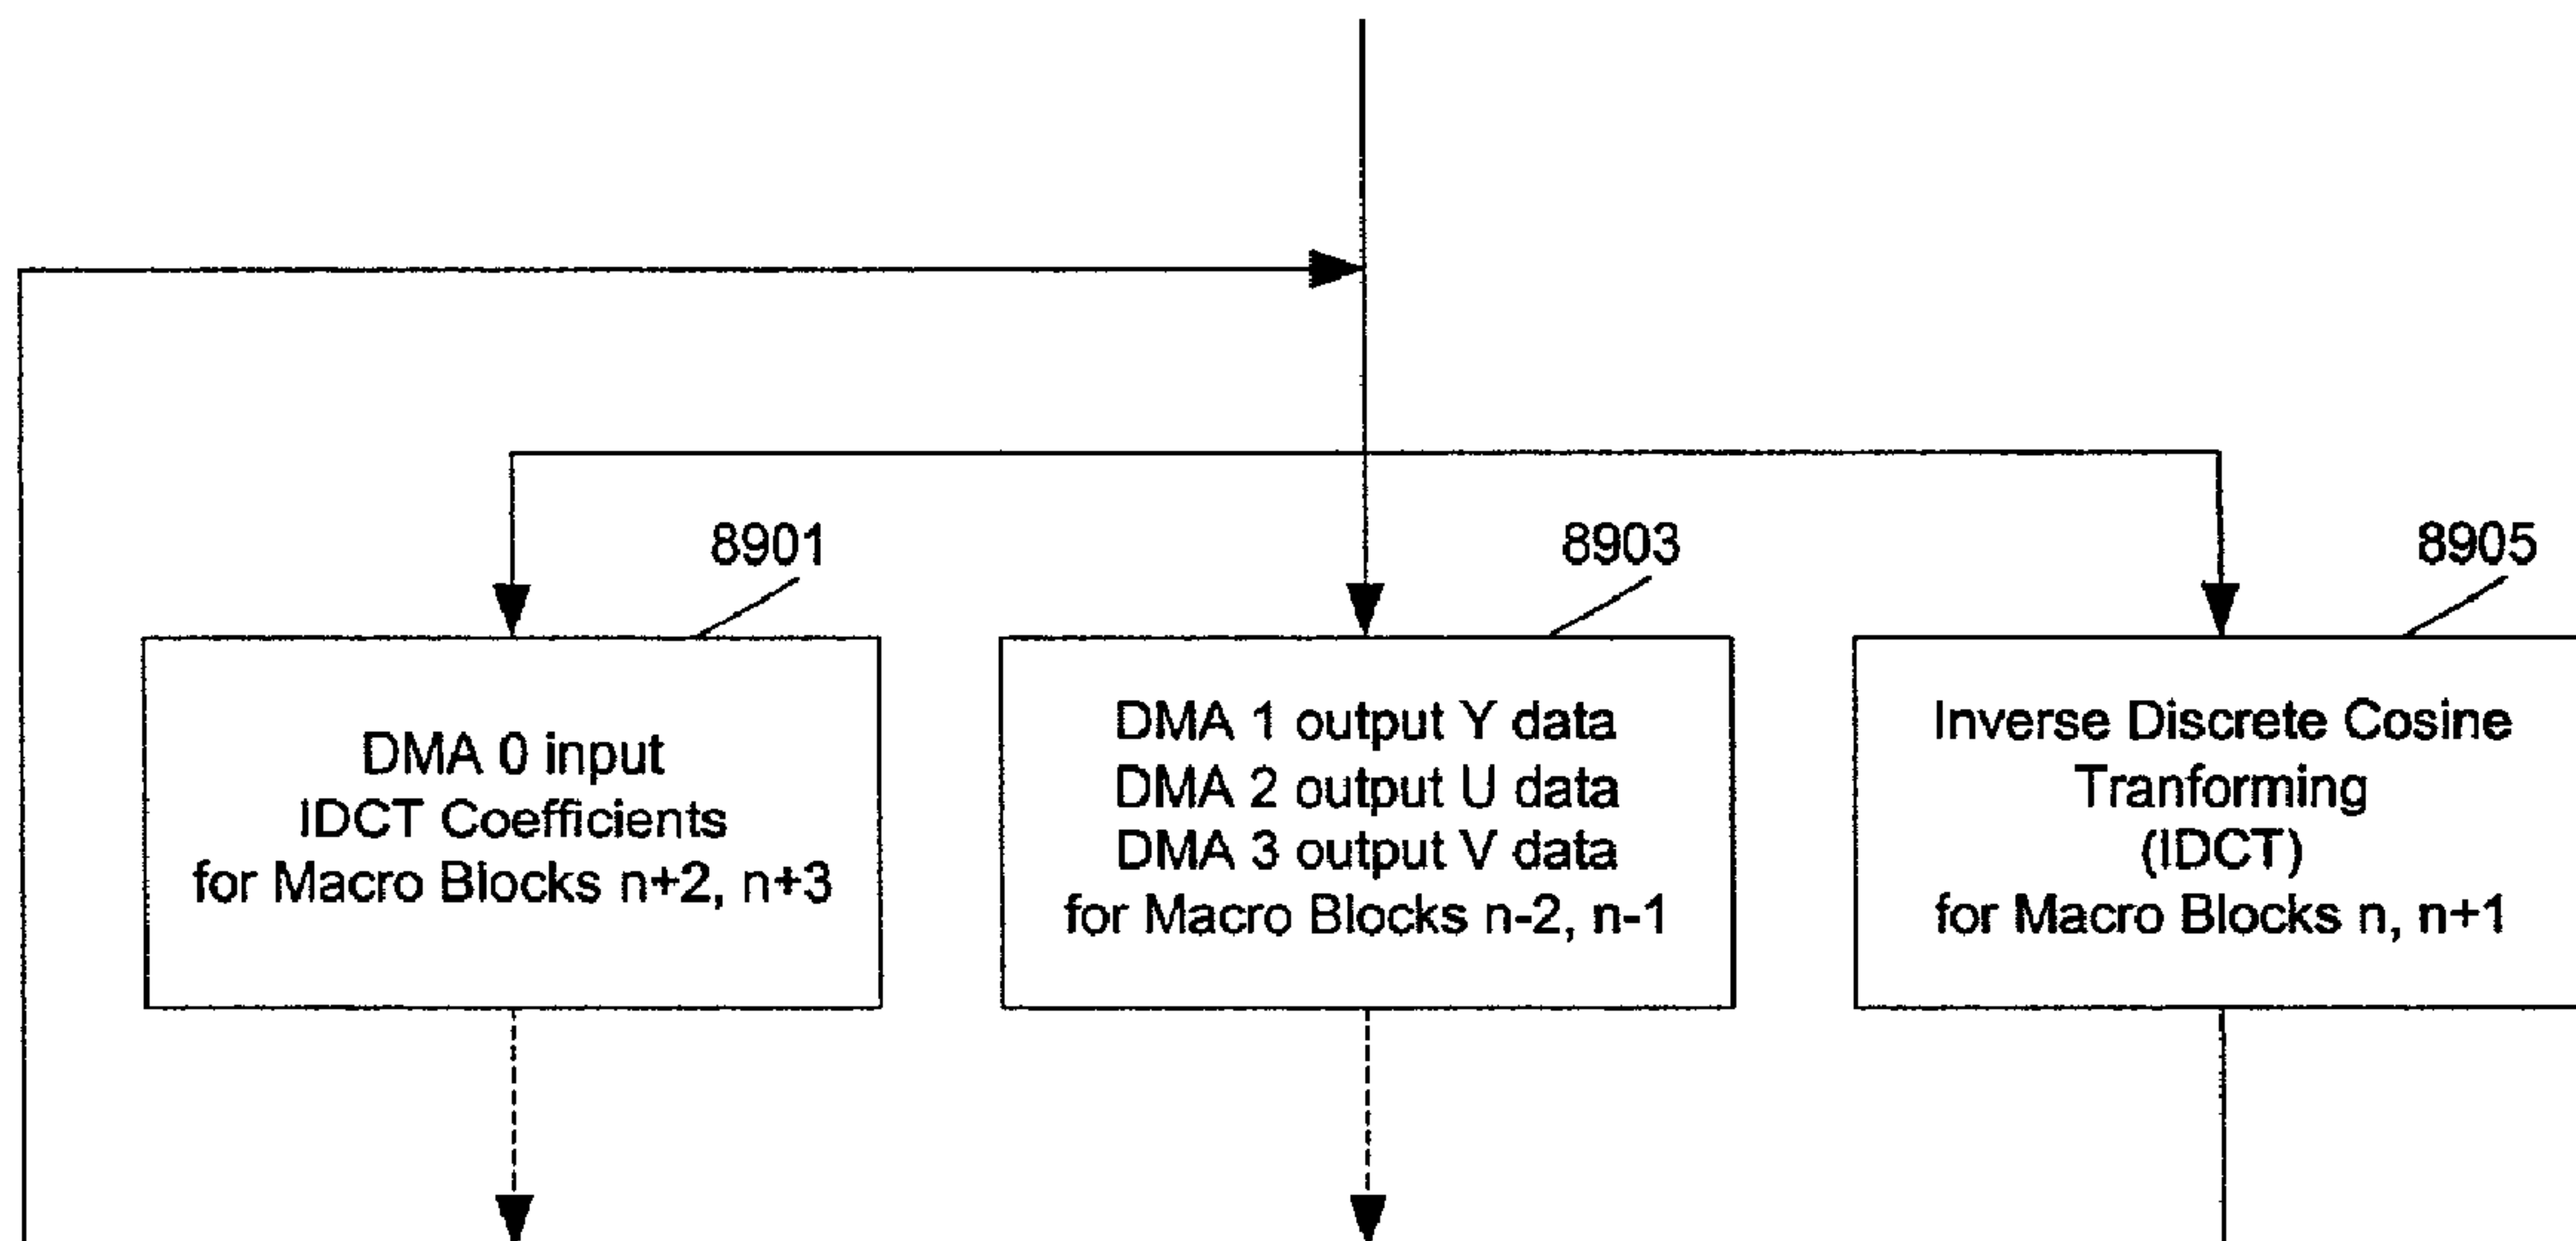 8901
8903
8905
DMA 0 input
IDCT Coefficients
for Macro Blocks n+2, n+3
DMA 1 output Y data
DMA 2 output U data
DMA 3 output V data
for Macro Blocks n-2, n-1
Inverse Discrete Cosine
Tranforming
(IDCT)
for Macro Blocks n, n+1